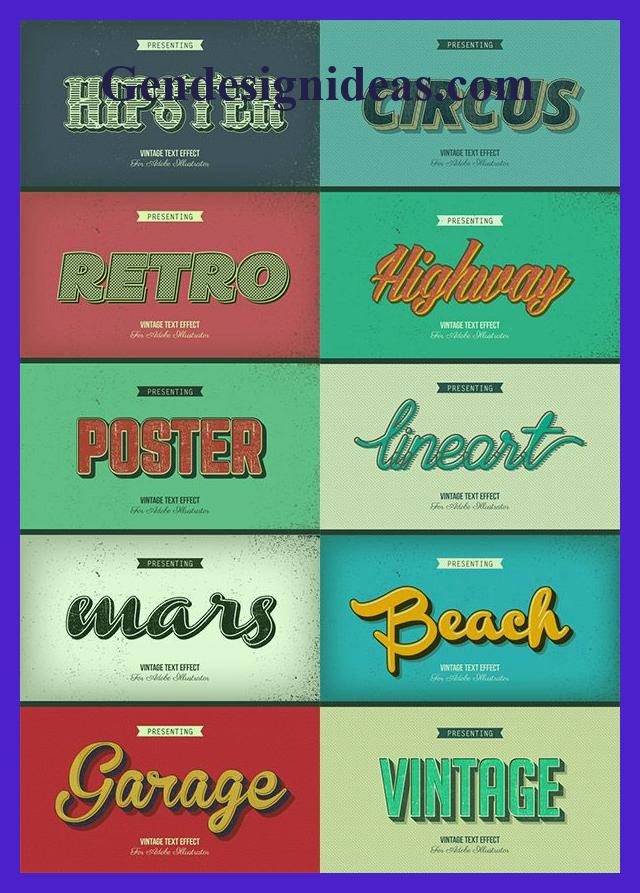 PRESENTING
PRESENTING
Gendesignideas.com
HIPSTER
CIRCUS
VINTAGE TEXT EFFECT
For Adobe Illustrator
VINTAGE TEXT EFFECT
For Adobe Illustrator
PRESENTING
RETRO
VINTAGE TEXT EFFECT
For Adobe Illustrator
PRESENTING
Highway
VINTAGE TEXT EFFECT
For Adobe Illustrator
PRESENTING
POSTER
VINTAGE TEXT EFFECT
For Adobe Illustrator
PRESENTING
lineart
VINTAGE TEXT EFFECT
For Adobe Illustrator
PRESENTING
mars
VINTAGE TEXT EFFECT
For Adobe Illustrator
PRESENTING
Beach
VINTAGE TEXT EFFECT
For Adobe Illustrator
PRESENTING
Garage
VINTAGE TEXT EFFECT
For Adobe Illustrator
PRESENTING
VINTAGE
VINTAGE TEXT EFFECT
For Adobe Illustrator